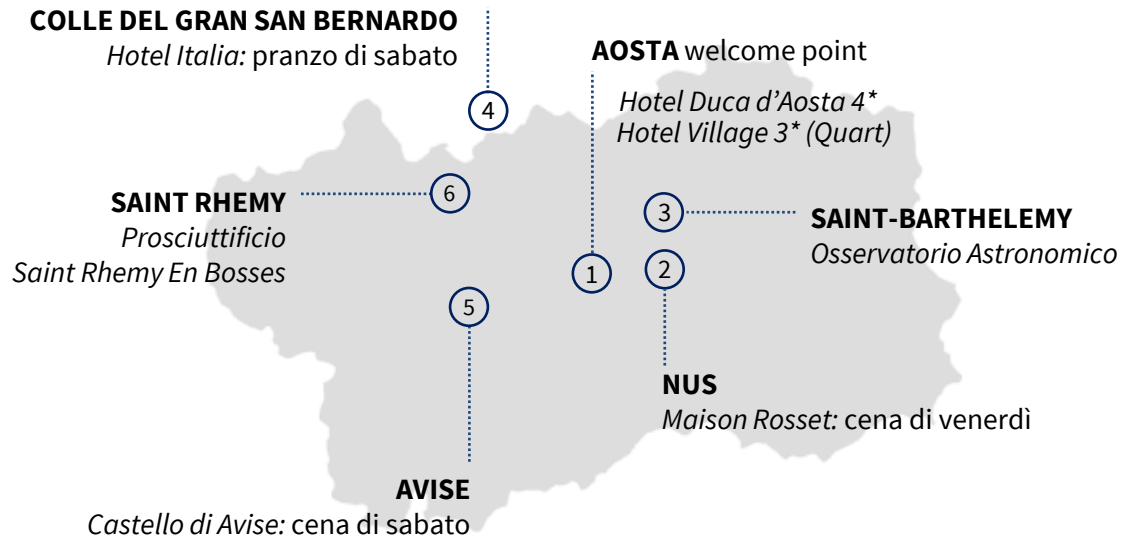 COLLE DEL GRAN SAN BERNARDO
Hotel Italia: pranzo di sabato
AOSTA welcome point
Hotel Duca d’Aosta 4*
Hotel Village 3* (Quart)
4
6
SAINT RHEMY
Prosciuttificio
Saint Rhemy En Bosses
3
SAINT-BARTHELEMY
Osservatorio Astronomico
1
2
5
NUS
Maison Rosset: cena di venerdì
AVISE
Castello di Avise: cena di sabato